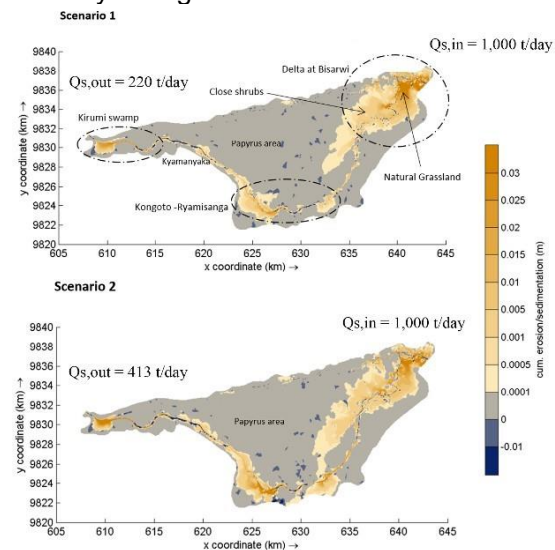 Scenario 1
Qs,in = 1,000 t/day
Qs,out = 220 t/day
Delta at Bisarwi
Close shrubs
Kirumi swamp
Papyrus area
Kyamanyaka
Natural Grassland
Kongoto -Ryamisanga
y coordinate (km) →
9840
9838
9836
9834
9832
9830
9828
9826
9824
9822
9820
605
610
615
620
625
630
635
640
645
x coordinate (km) →
0.03
0.02
0.015
0.01
0.005
0.001
0.0001
0
-0.01
cum. erosion/sedimentation (m)
Scenario 2
Qs,in = 1,000 t/day
Qs,out = 413 t/day
Papyrus area
y coordinate (km) →
9840
9838
9836
9834
9832
9830
9828
9826
9824
9822
9820
605
610
615
620
625
630
635
640
645
x coordinate (km) →